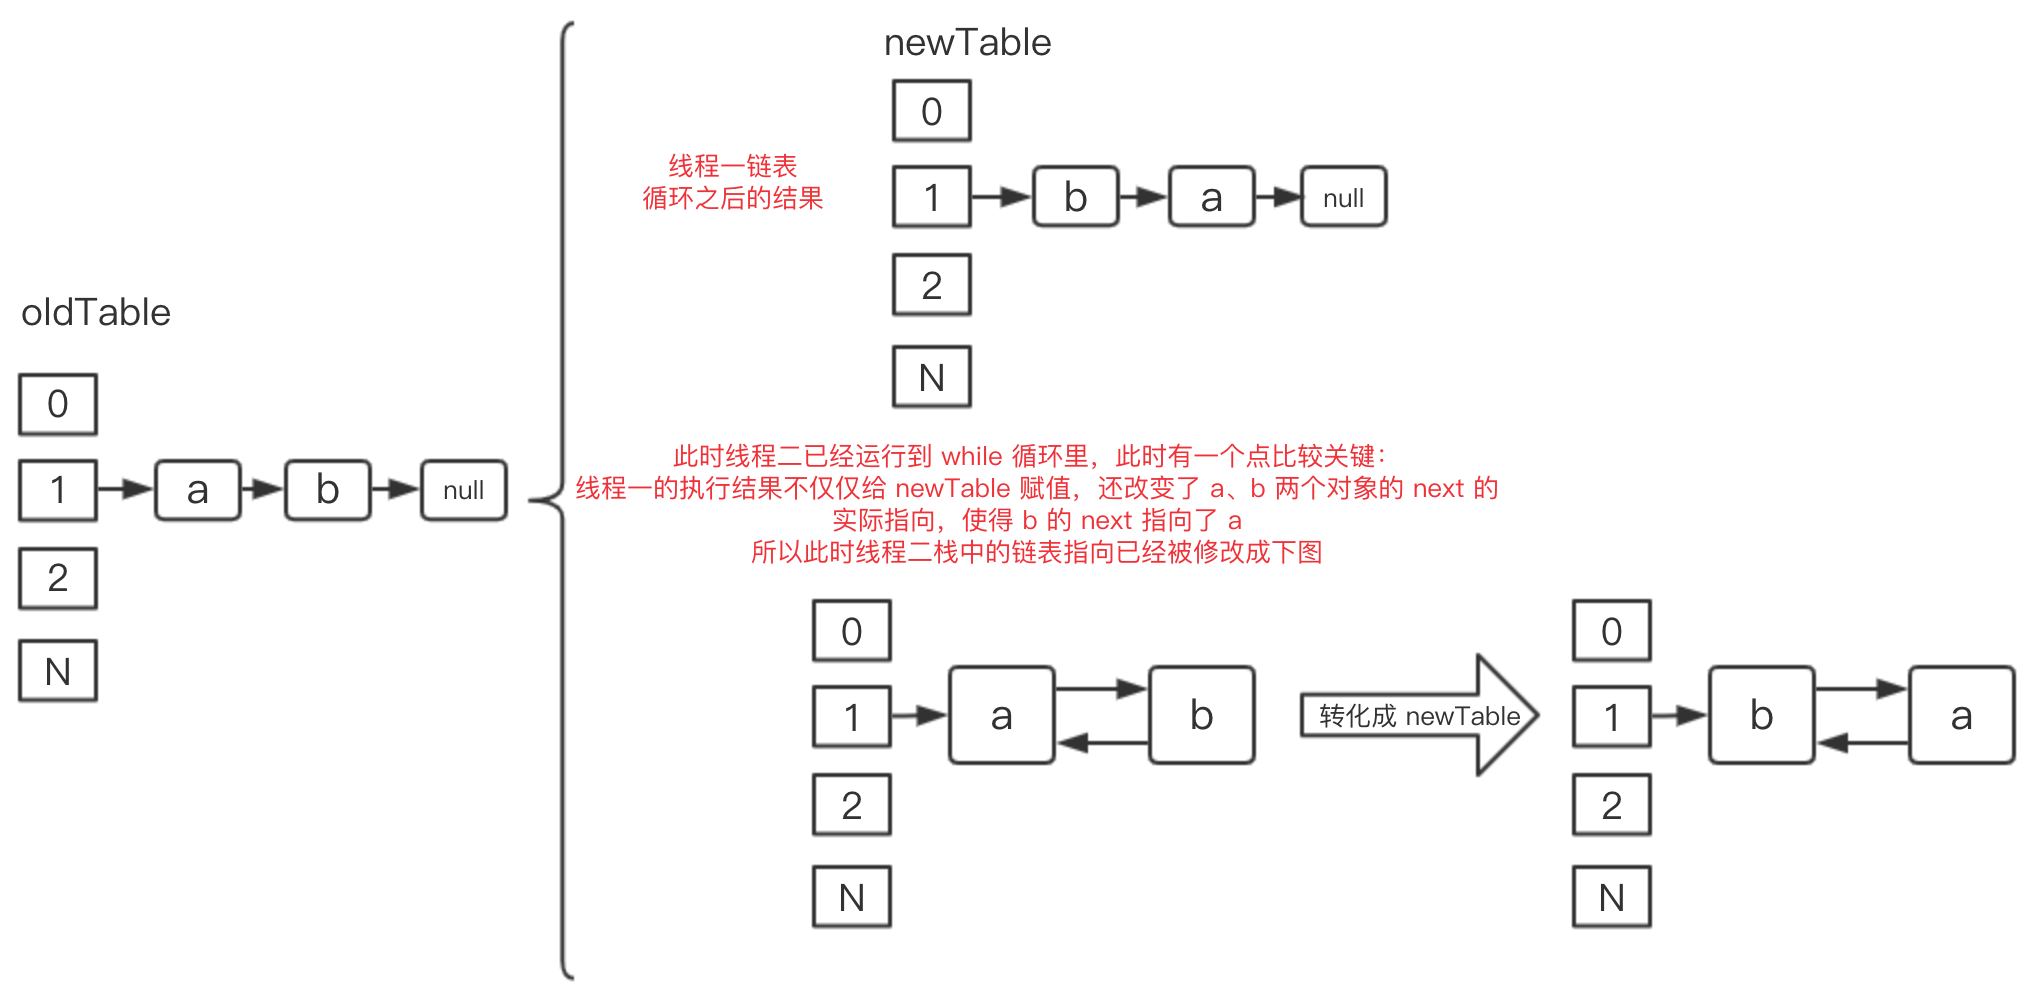 oldTable
0
1
a
b
null
2
N
newTable
0
线程一链表
循环之后的结果
1
b
a
null
2
N
此时线程二已经运行到 while 循环里，此时有一个点比较关键：
线程一的执行结果不仅仅给 newTable 赋值，还改变了 a、b 两个对象的 next 的
实际指向，使得 b 的 next 指向了 a
所以此时线程二栈中的链表指向已经被修改成下图
0
1
a
b
2
N
转化成 newTable
0
1
b
a
2
N